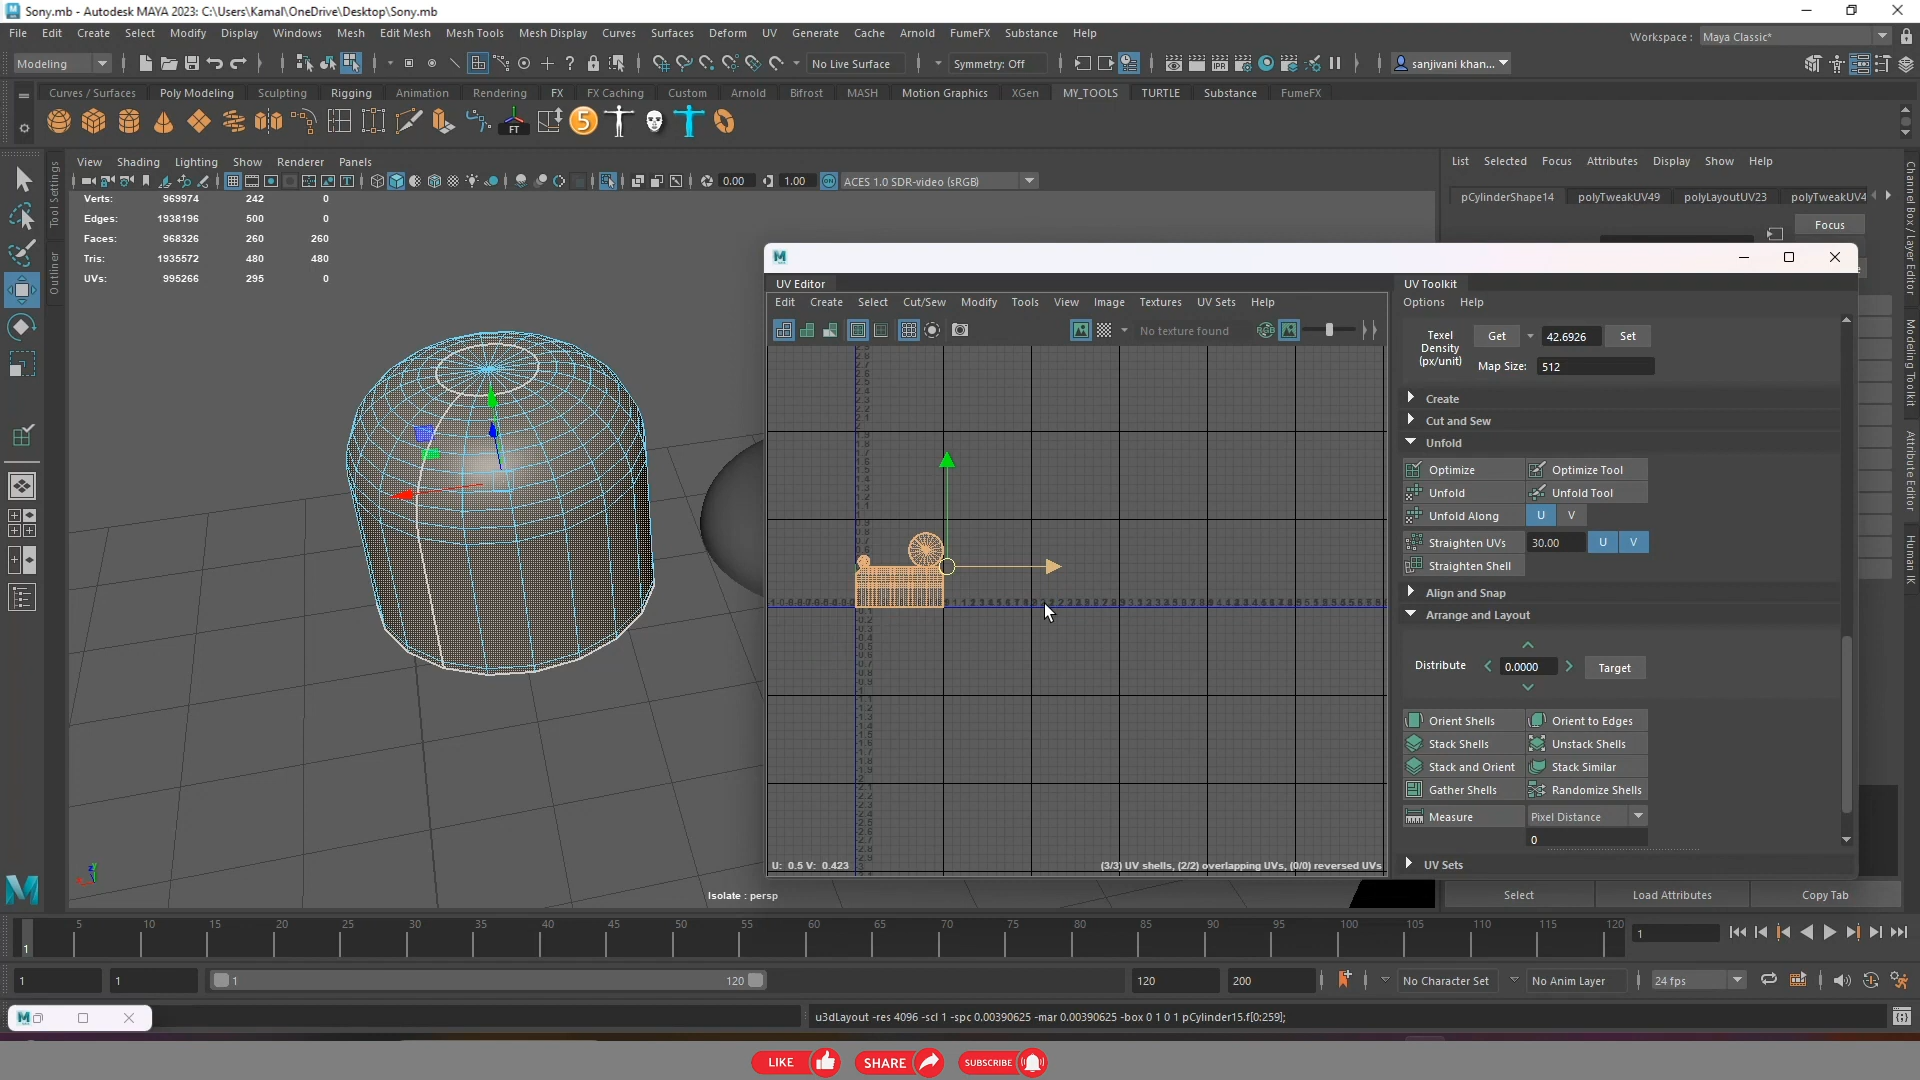 Sony.mb - Autodesk MAYA 2023: C:\Users\Kamal\OneDrive\Desktop\Sony.mb
File Edit Create Select Modify Display Windows Mesh Edit Mesh Mesh Tools Mesh Display Curves Surfaces Deform UV Generate Cache Arnold FumeFX Substance Help
Workspace : Maya Classic*
Modeling No Live Surface Symmetry: Off sanjivani khan...
Curves / Surfaces Poly Modeling Sculpting Rigging Animation Rendering FX FX Caching Custom Arnold Bifrost MASH Motion Graphics XGen MY_TOOLS TURTLE Substance FumeFX
FT
View Shading Lighting Show Renderer Panels
List Selected Focus Attributes Display Show Help
0.00 1.00 ACES 1.0 SDR-video (sRGB)
pCylinderShape14 polyTweakUV49 polyLayoutUV23 polyTweakUV4
Focus
Verts: 969974 242 0
Edges: 1938196 500 0
Faces: 968326 260 260
Tris: 1935572 480 480
UVs: 995266 295 0
Tool Settings
Outliner
Channel Box / Layer Editor
Modeling Toolkit
Attribute Editor
Human IK
UV Editor
Edit Create Select Cut/Sew Modify Tools View Image Textures UV Sets Help
No texture found
UV Toolkit
Options Help
Texel Density (px/unit) Get 42.6926 Set
Map Size: 512
Create
Cut and Sew
Unfold
Optimize Optimize Tool
Unfold Unfold Tool
Unfold Along U V
Straighten UVs 30.00 U V
Straighten Shell
Align and Snap
Arrange and Layout
Distribute 0.0000 Target
Orient Shells Orient to Edges
Stack Shells Unstack Shells
Stack and Orient Stack Similar
Gather Shells Randomize Shells
Measure Pixel Distance
0
UV Sets
U: 0.5 V: 0.423 (3/3) UV shells, (2/2) overlapping UVs, (0/0) reversed UVs
Isolate : persp
Select Load Attributes Copy Tab
5 10 15 20 25 30 35 40 45 50 55 60 65 70 75 80 85 90 95 100 105 110 115 120
1 1
1 1 1 120 120 200 No Character Set No Anim Layer 24 fps
u3dLayout -res 4096 -scl 1 -spc 0.00390625 -mar 0.00390625 -box 0 1 0 1 pCylinder15.f[0:259];
LIKE SHARE SUBSCRIBE